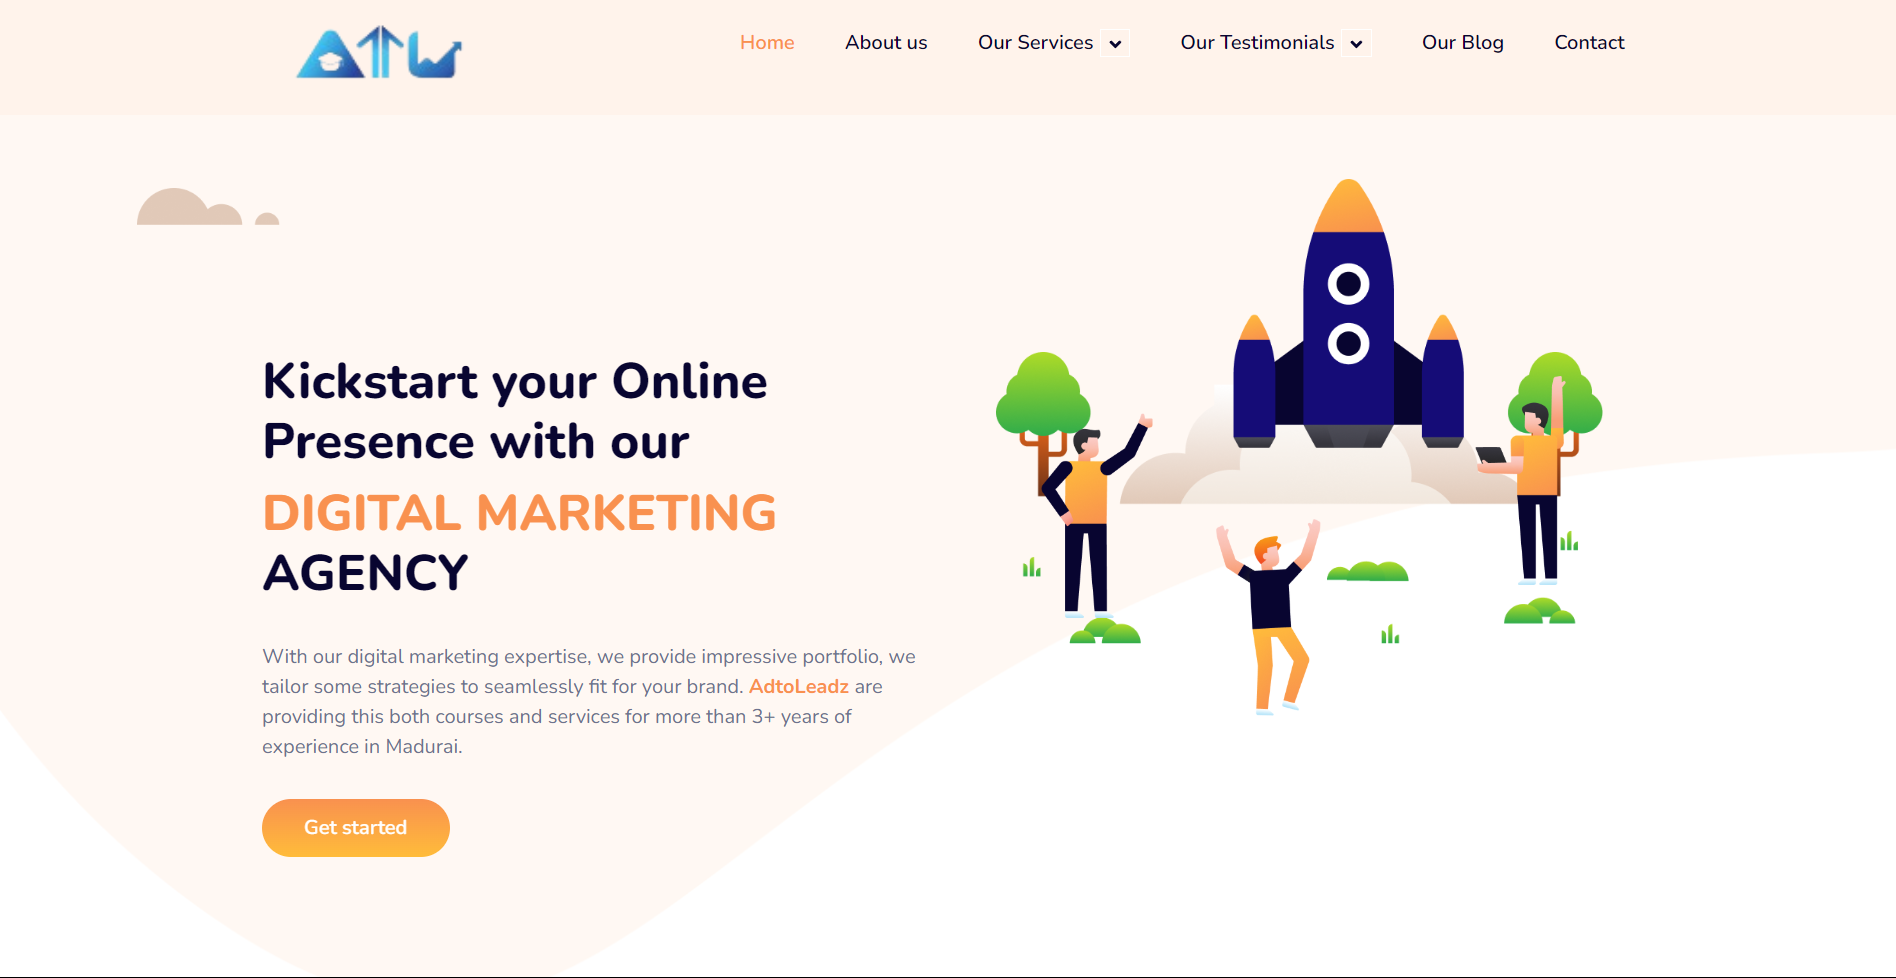 ATL
Home About us Our Services Our Testimonials Our Blog Contact
Kickstart your Online
Presence with our
DIGITAL MARKETING
AGENCY
With our digital marketing expertise, we provide impressive portfolio, we
tailor some strategies to seamlessly fit for your brand. AdtoLeadz are
providing this both courses and services for more than 3+ years of
experience in Madurai.
Get started